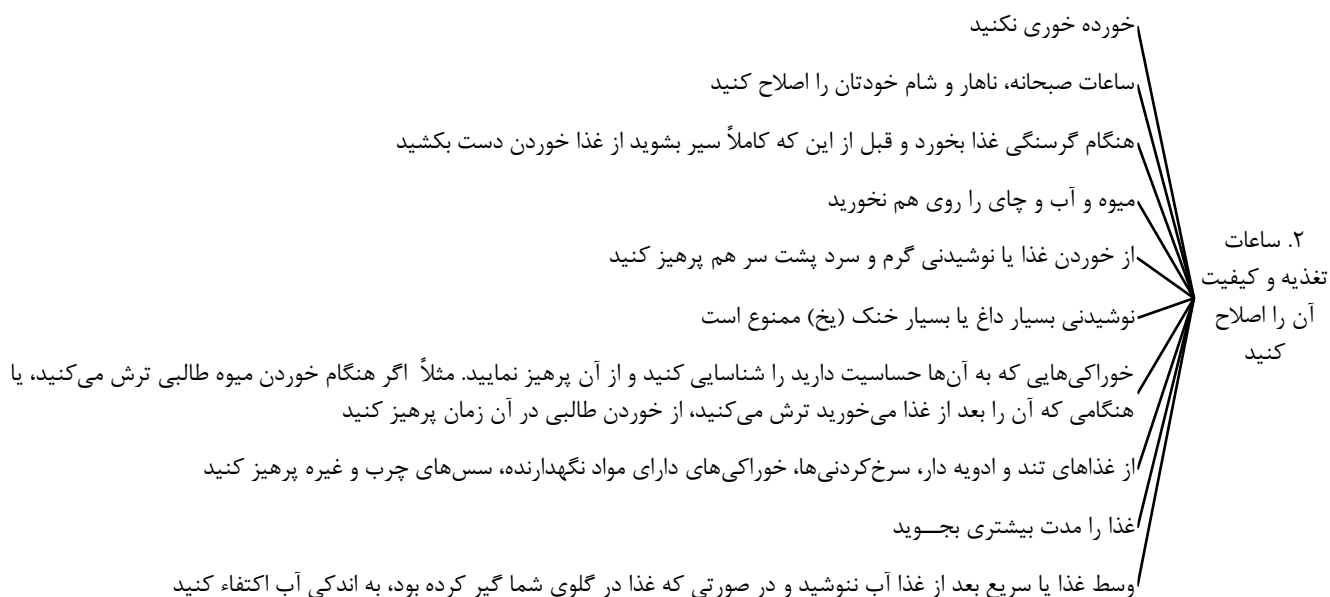 ۲. ساعات
تغذیه و کیفیت
آن را اصلاح
کنید
خورده خوری نکنید
ساعات صبحانه، ناهار و شام خودتان را اصلاح کنید
هنگام گرسنگی غذا بخورد و قبل از این که کاملاً سیر بشوید از غذا خوردن دست بکشید
میوه و آب و چای را روی هم نخورید
از خوردن غذا یا نوشیدنی گرم و سرد پشت سر هم پرهیز کنید
نوشیدنی بسیار داغ یا بسیار خنک (یخ) ممنوع است
خوراکی‌هایی که به آن‌ها حساسیت دارید را شناسایی کنید و از آن پرهیز نمایید. مثلاً اگر هنگام خوردن میوه طالبی ترش می‌کنید، یا
هنگامی که آن را بعد از غذا می‌خورید ترش می‌کنید، از خوردن طالبی در آن زمان پرهیز کنید
از غذاهای تند و ادویه دار، سرخ‌کردنی‌ها، خوراکی‌های دارای مواد نگهدارنده، سس‌های چرب و غیره پرهیز کنید
غذا را مدت بیشتری بجـــوید
وسط غذا یا سریع بعد از غذا آب ننوشید و در صورتی که غذا در گلوی شما گیر کرده بود، به اندکی آب اکتفاء کنید